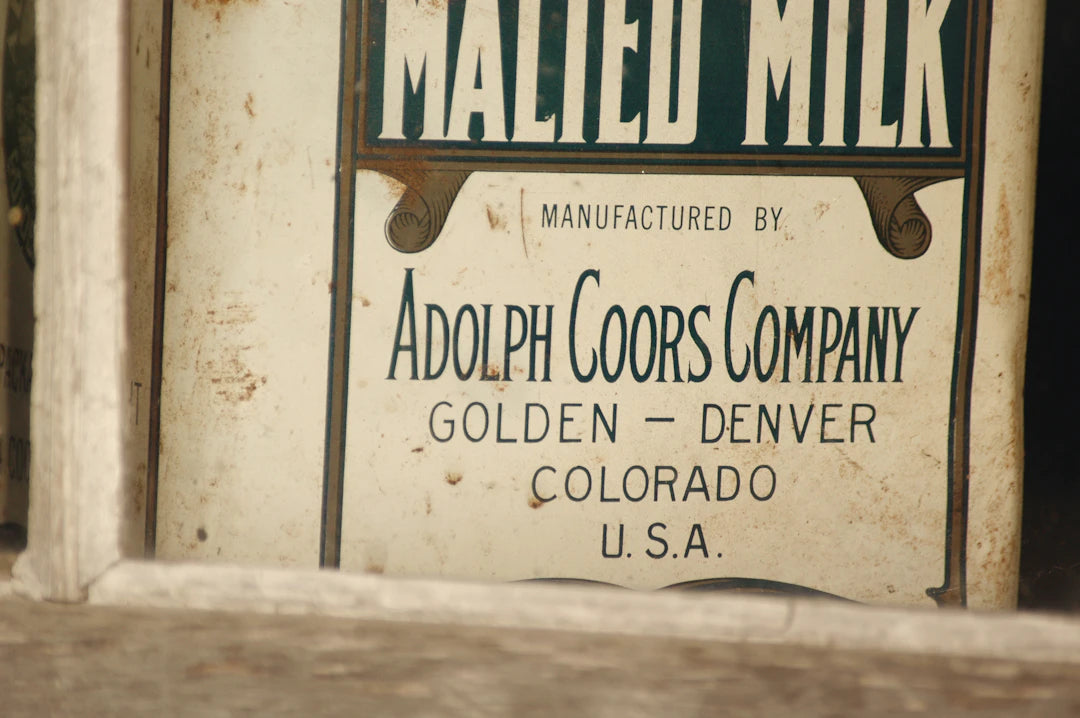 MALTED MILK
MANUFACTURED BY
ADOLPH COORS COMPANY
GOLDEN — DENVER
COLORADO
U.S.A.